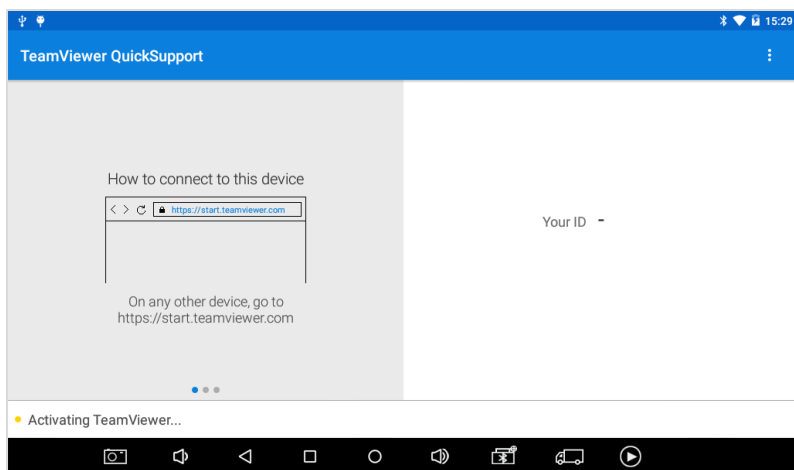 15:29
TeamViewer QuickSupport
How to connect to this device
https://start.teamviewer.com
On any other device, go to
https://start.teamviewer.com
Your ID -
Activating TeamViewer...